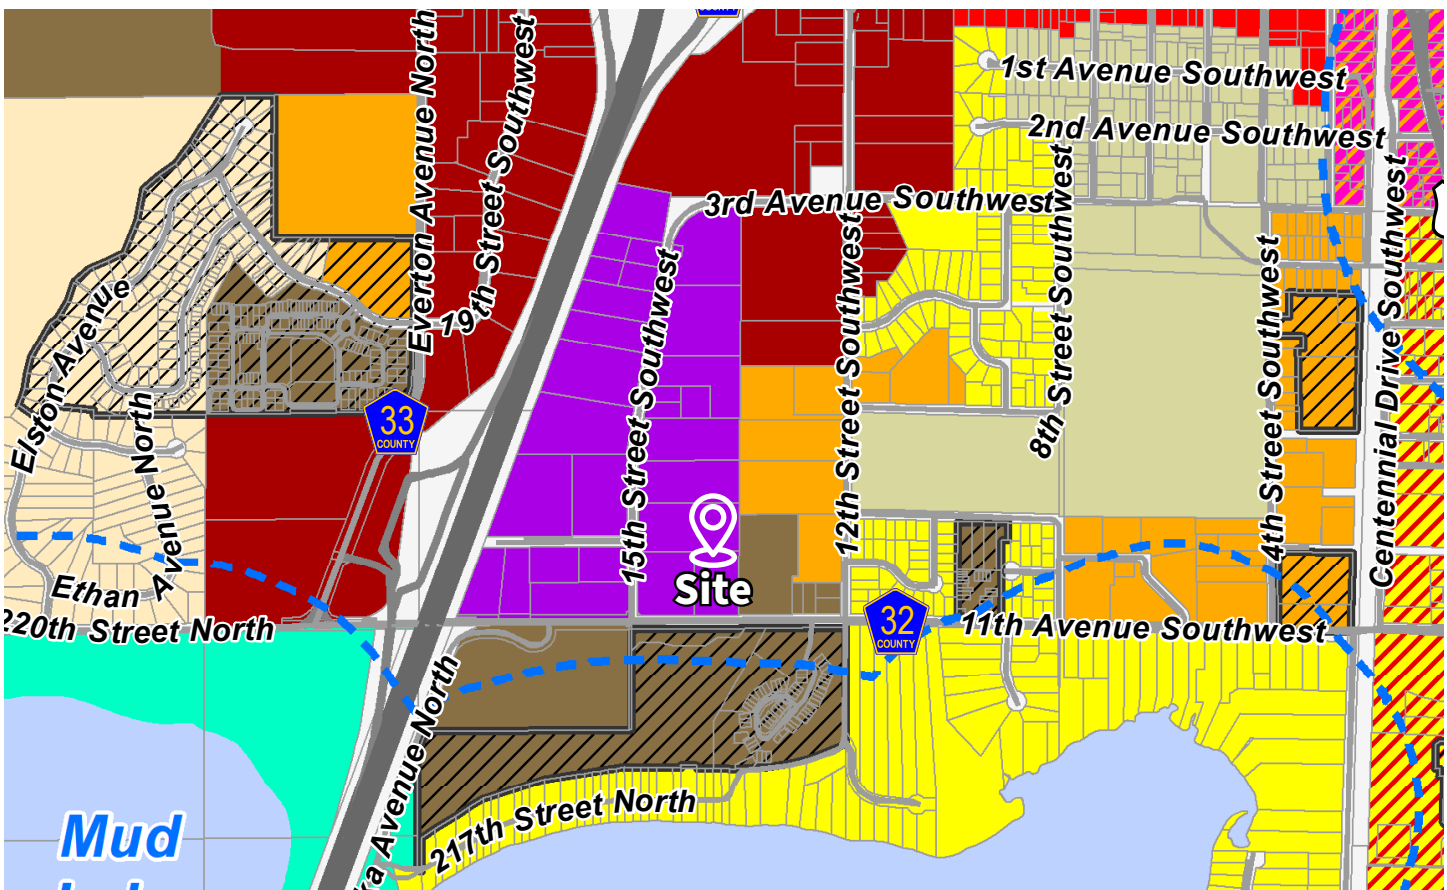 COUNTY
1st Avenue Southwest
2nd Avenue Southwest
3rd Avenue Southwest
Everton Avenue North
19th Street Southwest
15th Street Southwest
12th Street Southwest
8th Street Southwest
4th Street Southwest
Centennial Drive Southwest
Elston Avenue
Ethan Avenue North
33
COUNTY
Site
32
COUNTY
220th Street North
11th Avenue Southwest
ra Avenue North
217th Street North
Mud